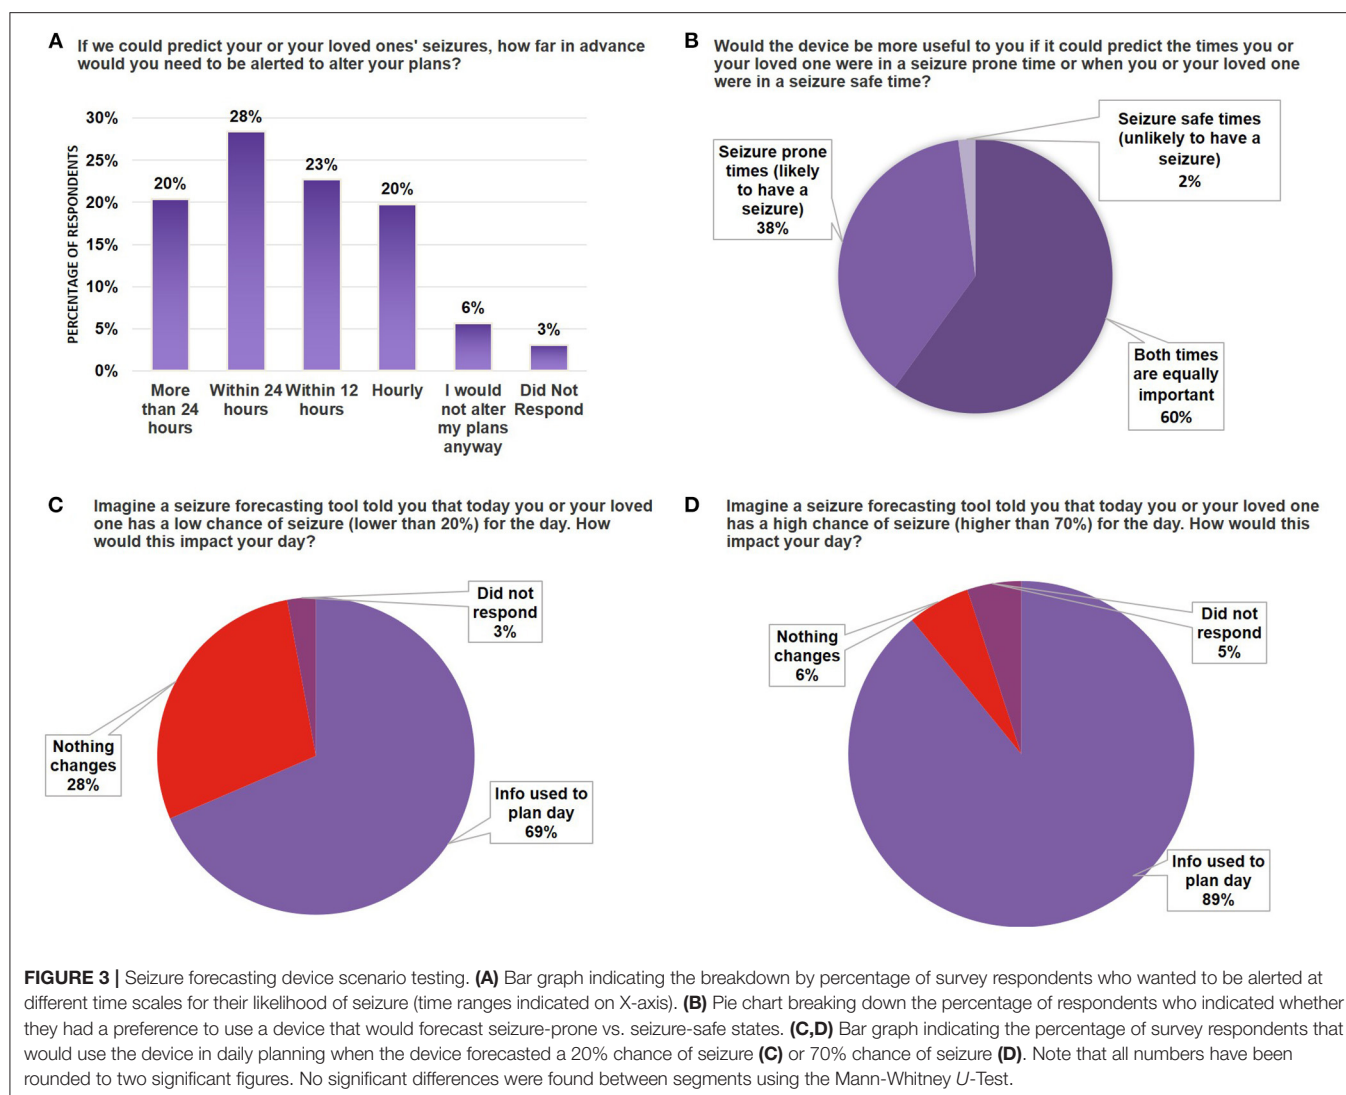 A If we could predict your or your loved ones' seizures, how far in advance
would you need to be alerted to alter your plans?
PERCENTAGE OF RESPONDENTS
30%
25%
20%
15%
10%
5%
0%
20%
28%
23%
20%
6%
3%
More
than 24
hours
Within 24
hours
Within 12
hours
Hourly
I would
not alter
my plans
anyway
Did Not
Respond
B Would the device be more useful to you if it could predict the times you or
your loved one were in a seizure prone time or when you or your loved one
were in a seizure safe time?
Seizure prone
times (likely
to have a
seizure)
38%
Seizure safe times
(unlikely to have a
seizure)
2%
Both times
are equally
important
60%
C Imagine a seizure forecasting tool told you that today you or your loved
one has a low chance of seizure (lower than 20%) for the day. How
would this impact your day?
Did not
respond
3%
Nothing
changes
28%
Info used to
plan day
69%
D Imagine a seizure forecasting tool told you that today you or your loved one
has a high chance of seizure (higher than 70%) for the day. How would this
impact your day?
Nothing
changes
6%
Did not
respond
5%
Info used to
plan day
89%
FIGURE 3 | Seizure forecasting device scenario testing. (A) Bar graph indicating the breakdown by percentage of survey respondents who wanted to be alerted at
different time scales for their likelihood of seizure (time ranges indicated on X-axis). (B) Pie chart breaking down the percentage of respondents who indicated whether
they had a preference to use a device that would forecast seizure-prone vs. seizure-safe states. (C,D) Bar graph indicating the percentage of survey respondents that
would use the device in daily planning when the device forecasted a 20% chance of seizure (C) or 70% chance of seizure (D). Note that all numbers have been
rounded to two significant figures. No significant differences were found between segments using the Mann-Whitney U-Test.